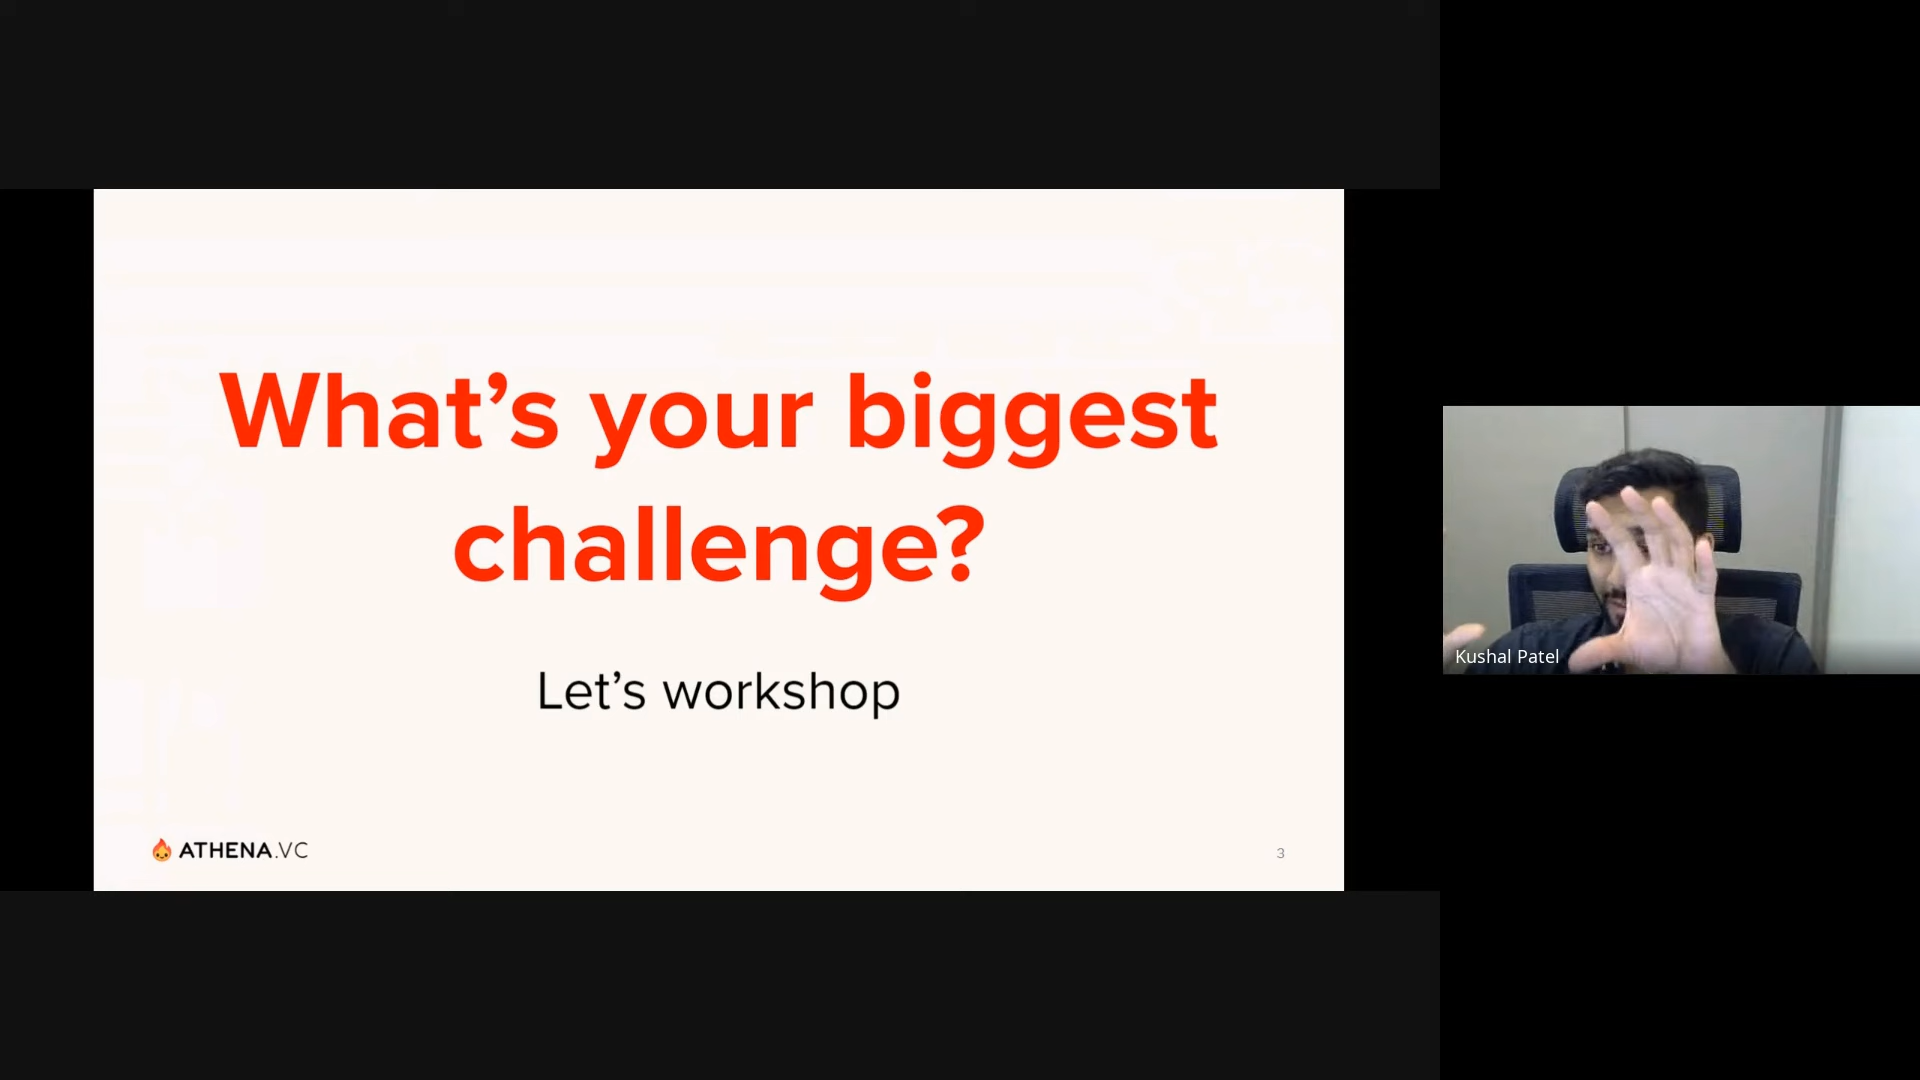 What’s your biggest
challenge?
Let’s workshop
ATHENA.VC
3
Kushal Patel